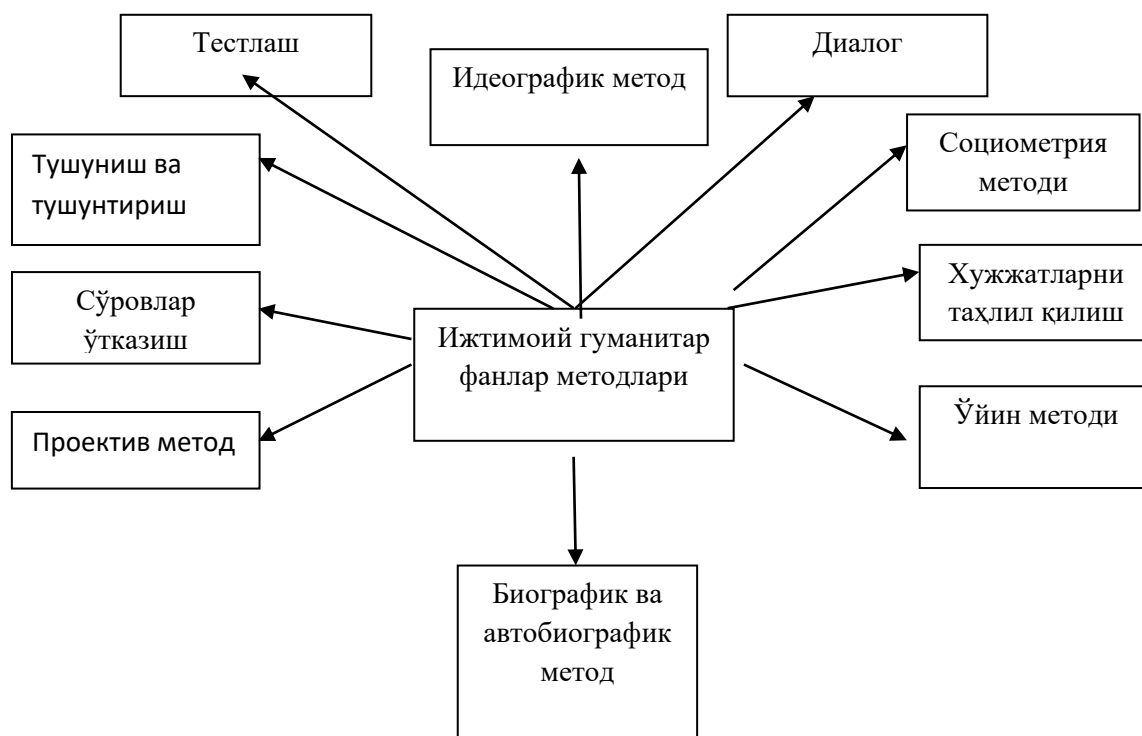 Тестлаш
Идеографик метод
Диалог
Тушуниш ва
тушунтириш
Социометрия
методи
Сўровлар
ўтказиш
Ижтимоий гуманитар
фанлар методлари
Хужжатларни
таҳлил қилиш
Проектив метод
Ўйин методи
Биографик ва
автобиографик
метод